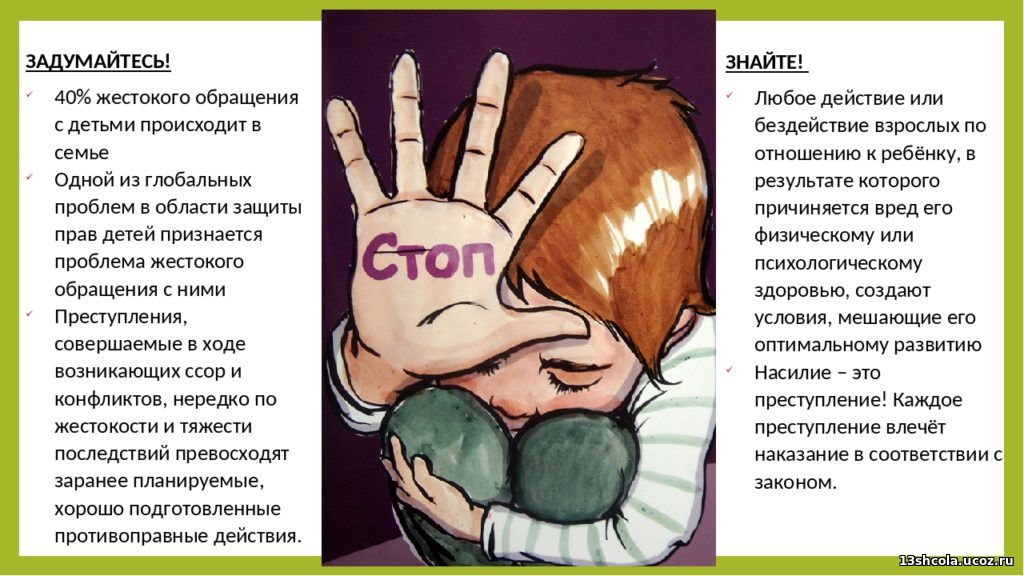 ЗАДУМАЙТЕСЬ!
40% жестокого обращения
с детьми происходит в
семье
Одной из глобальных
проблем в области защиты
прав детей признается
проблема жестокого
обращения с ними
Преступления,
совершаемые в ходе
возникающих ссор и
конфликтов, нередко по
жестокости и тяжести
последствий превосходят
заранее планируемые,
хорошо подготовленные
противоправные действия.
Стоп
ЗНАЙТЕ!
Любое действие или
бездействие взрослых по
отношению к ребёнку, в
результате которого
причиняется вред его
физическому или
психологическому
здоровью, создают
условия, мешающие его
оптимальному развитию
Насилие – это
преступление! Каждое
преступление влечёт
наказание в соответствии с
законом.
13shcola.ucoz.ru